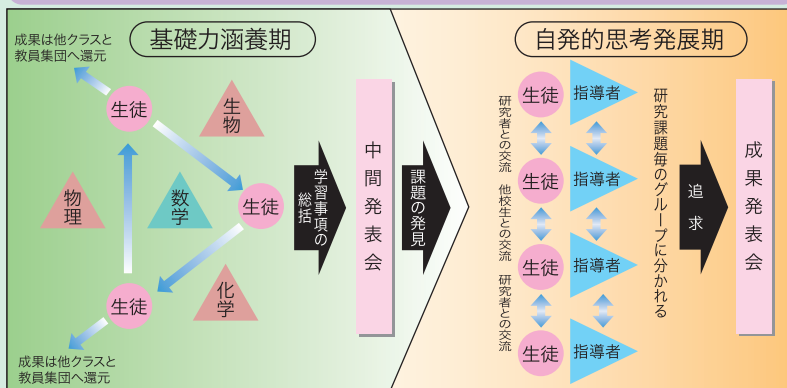 基礎力涵養期
成果は他クラスと
教員集団へ還元
生徒
生物
物理
数学
生徒
化学
生徒
成果は他クラスと
教員集団へ還元
学習事項の
総括
中間発表会
課題の発見
自発的思考発展期
研究者との交流 他校生との交流 研究者との交流
生徒
指導者
生徒
指導者
生徒
指導者
生徒
指導者
研究課題毎のグループに分かれる
追求
成果発表会